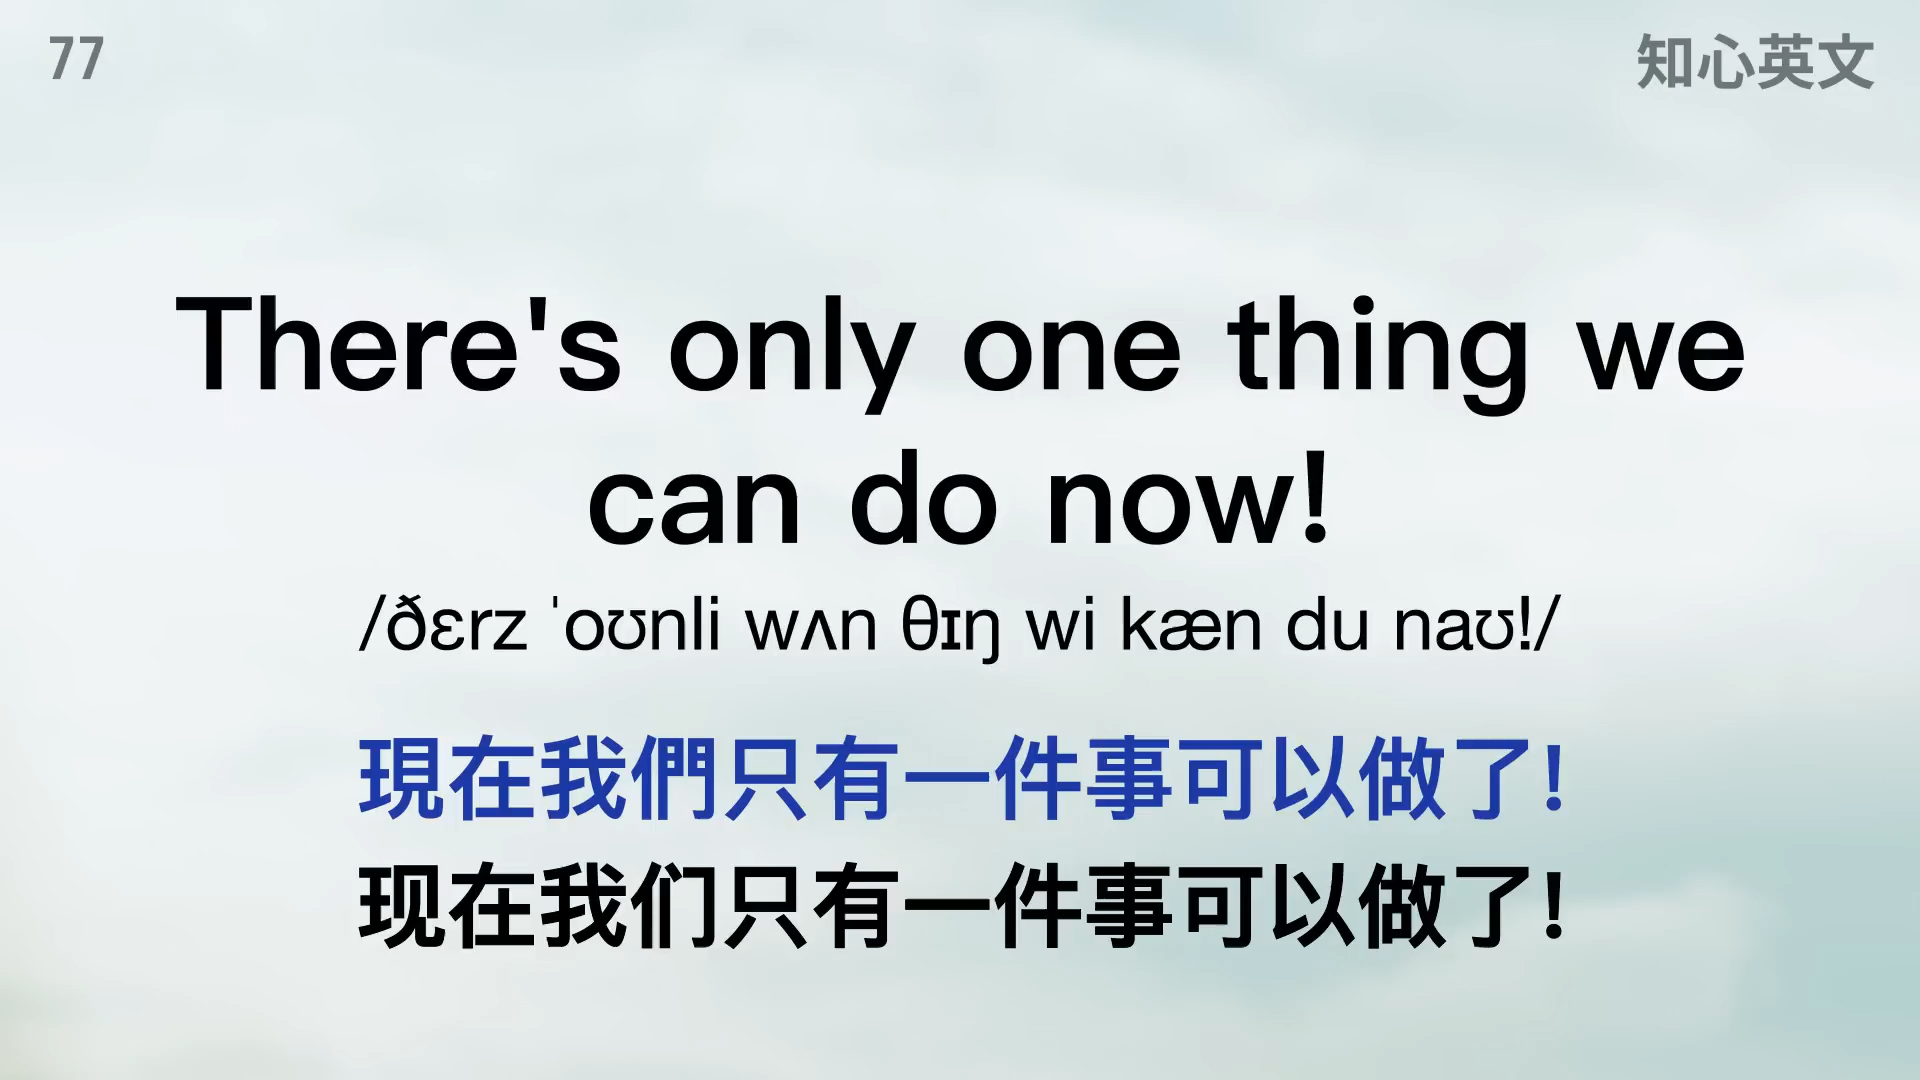 77
知心英文
There's only one thing we
can do now!
/ðɛrz ˈoʊnli wʌn θɪŋ wi kæn du naʊ!/
現在我們只有一件事可以做了!
现在我们只有一件事可以做了!